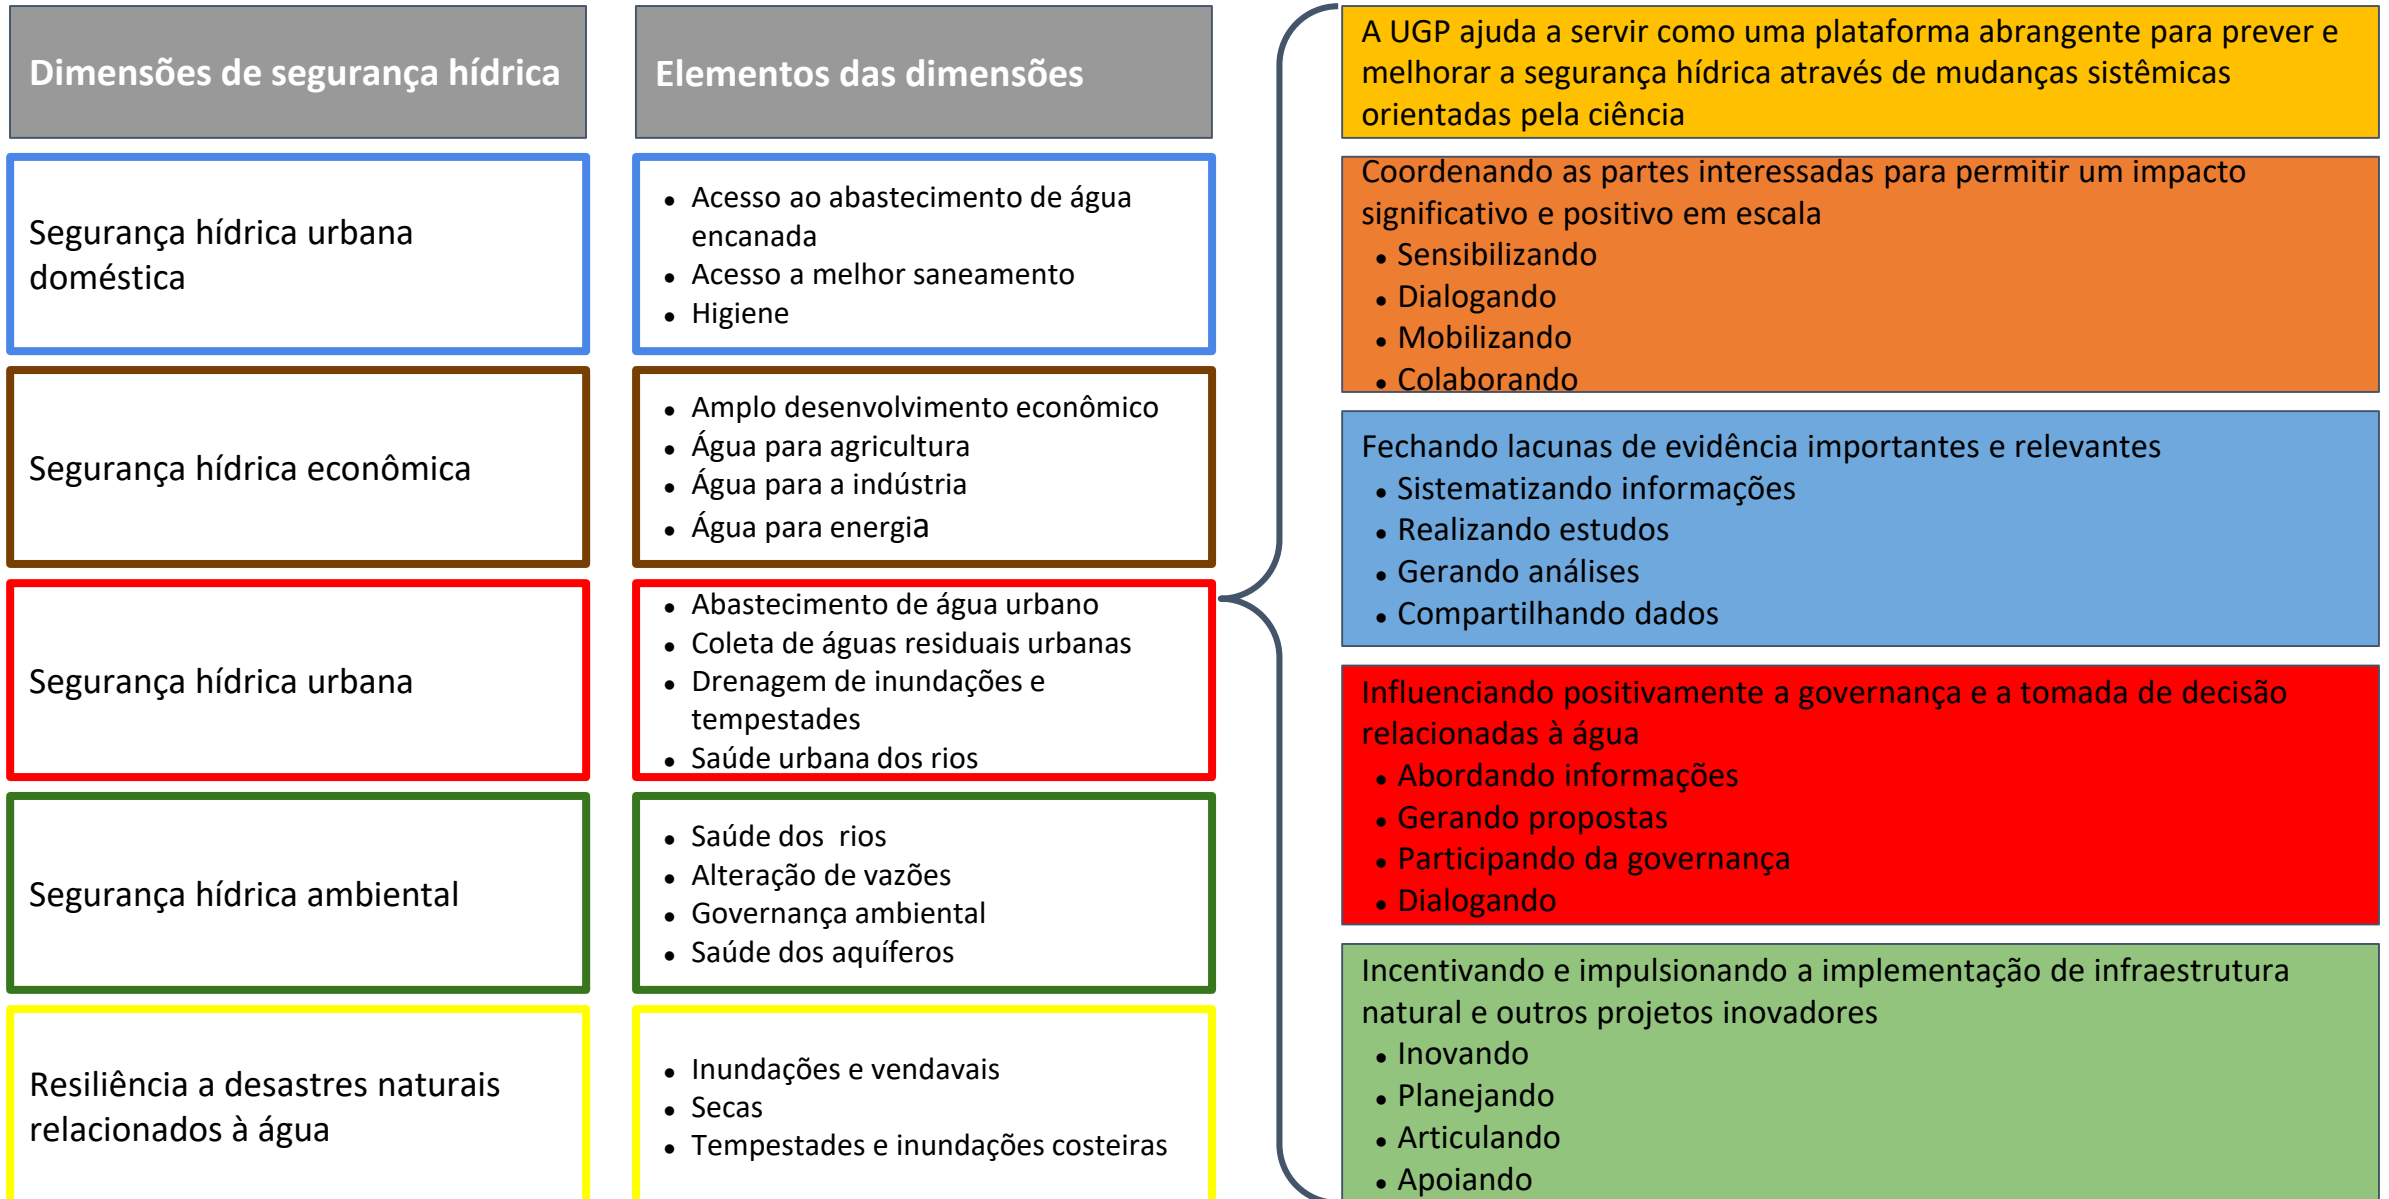 Dimensões de segurança hídrica
Elementos das dimensões
Segurança hídrica urbana
doméstica
• Acesso ao abastecimento de água
encanada
• Acesso a melhor saneamento
• Higiene
Segurança hídrica econômica
• Amplo desenvolvimento econômico
• Água para agricultura
• Água para a indústria
• Água para energia
Segurança hídrica urbana
• Abastecimento de água urbano
• Coleta de águas residuais urbanas
• Drenagem de inundações e
tempestades
• Saúde urbana dos rios
Segurança hídrica ambiental
• Saúde dos  rios
• Alteração de vazões
• Governança ambiental
• Saúde dos aquíferos
Resiliência a desastres naturais
relacionados à água
• Inundações e vendavais
• Secas
• Tempestades e inundações costeiras
A UGP ajuda a servir como uma plataforma abrangente para prever e
melhorar a segurança hídrica através de mudanças sistêmicas
orientadas pela ciência
Coordenando as partes interessadas para permitir um impacto
significativo e positivo em escala
• Sensibilizando
• Dialogando
• Mobilizando
• Colaborando
Fechando lacunas de evidência importantes e relevantes
• Sistematizando informações
• Realizando estudos
• Gerando análises
• Compartilhando dados
Influenciando positivamente a governança e a tomada de decisão
relacionadas à água
• Abordando informações
• Gerando propostas
• Participando da governança
• Dialogando
Incentivando e impulsionando a implementação de infraestrutura
natural e outros projetos inovadores
• Inovando
• Planejando
• Articulando
• Apoiando